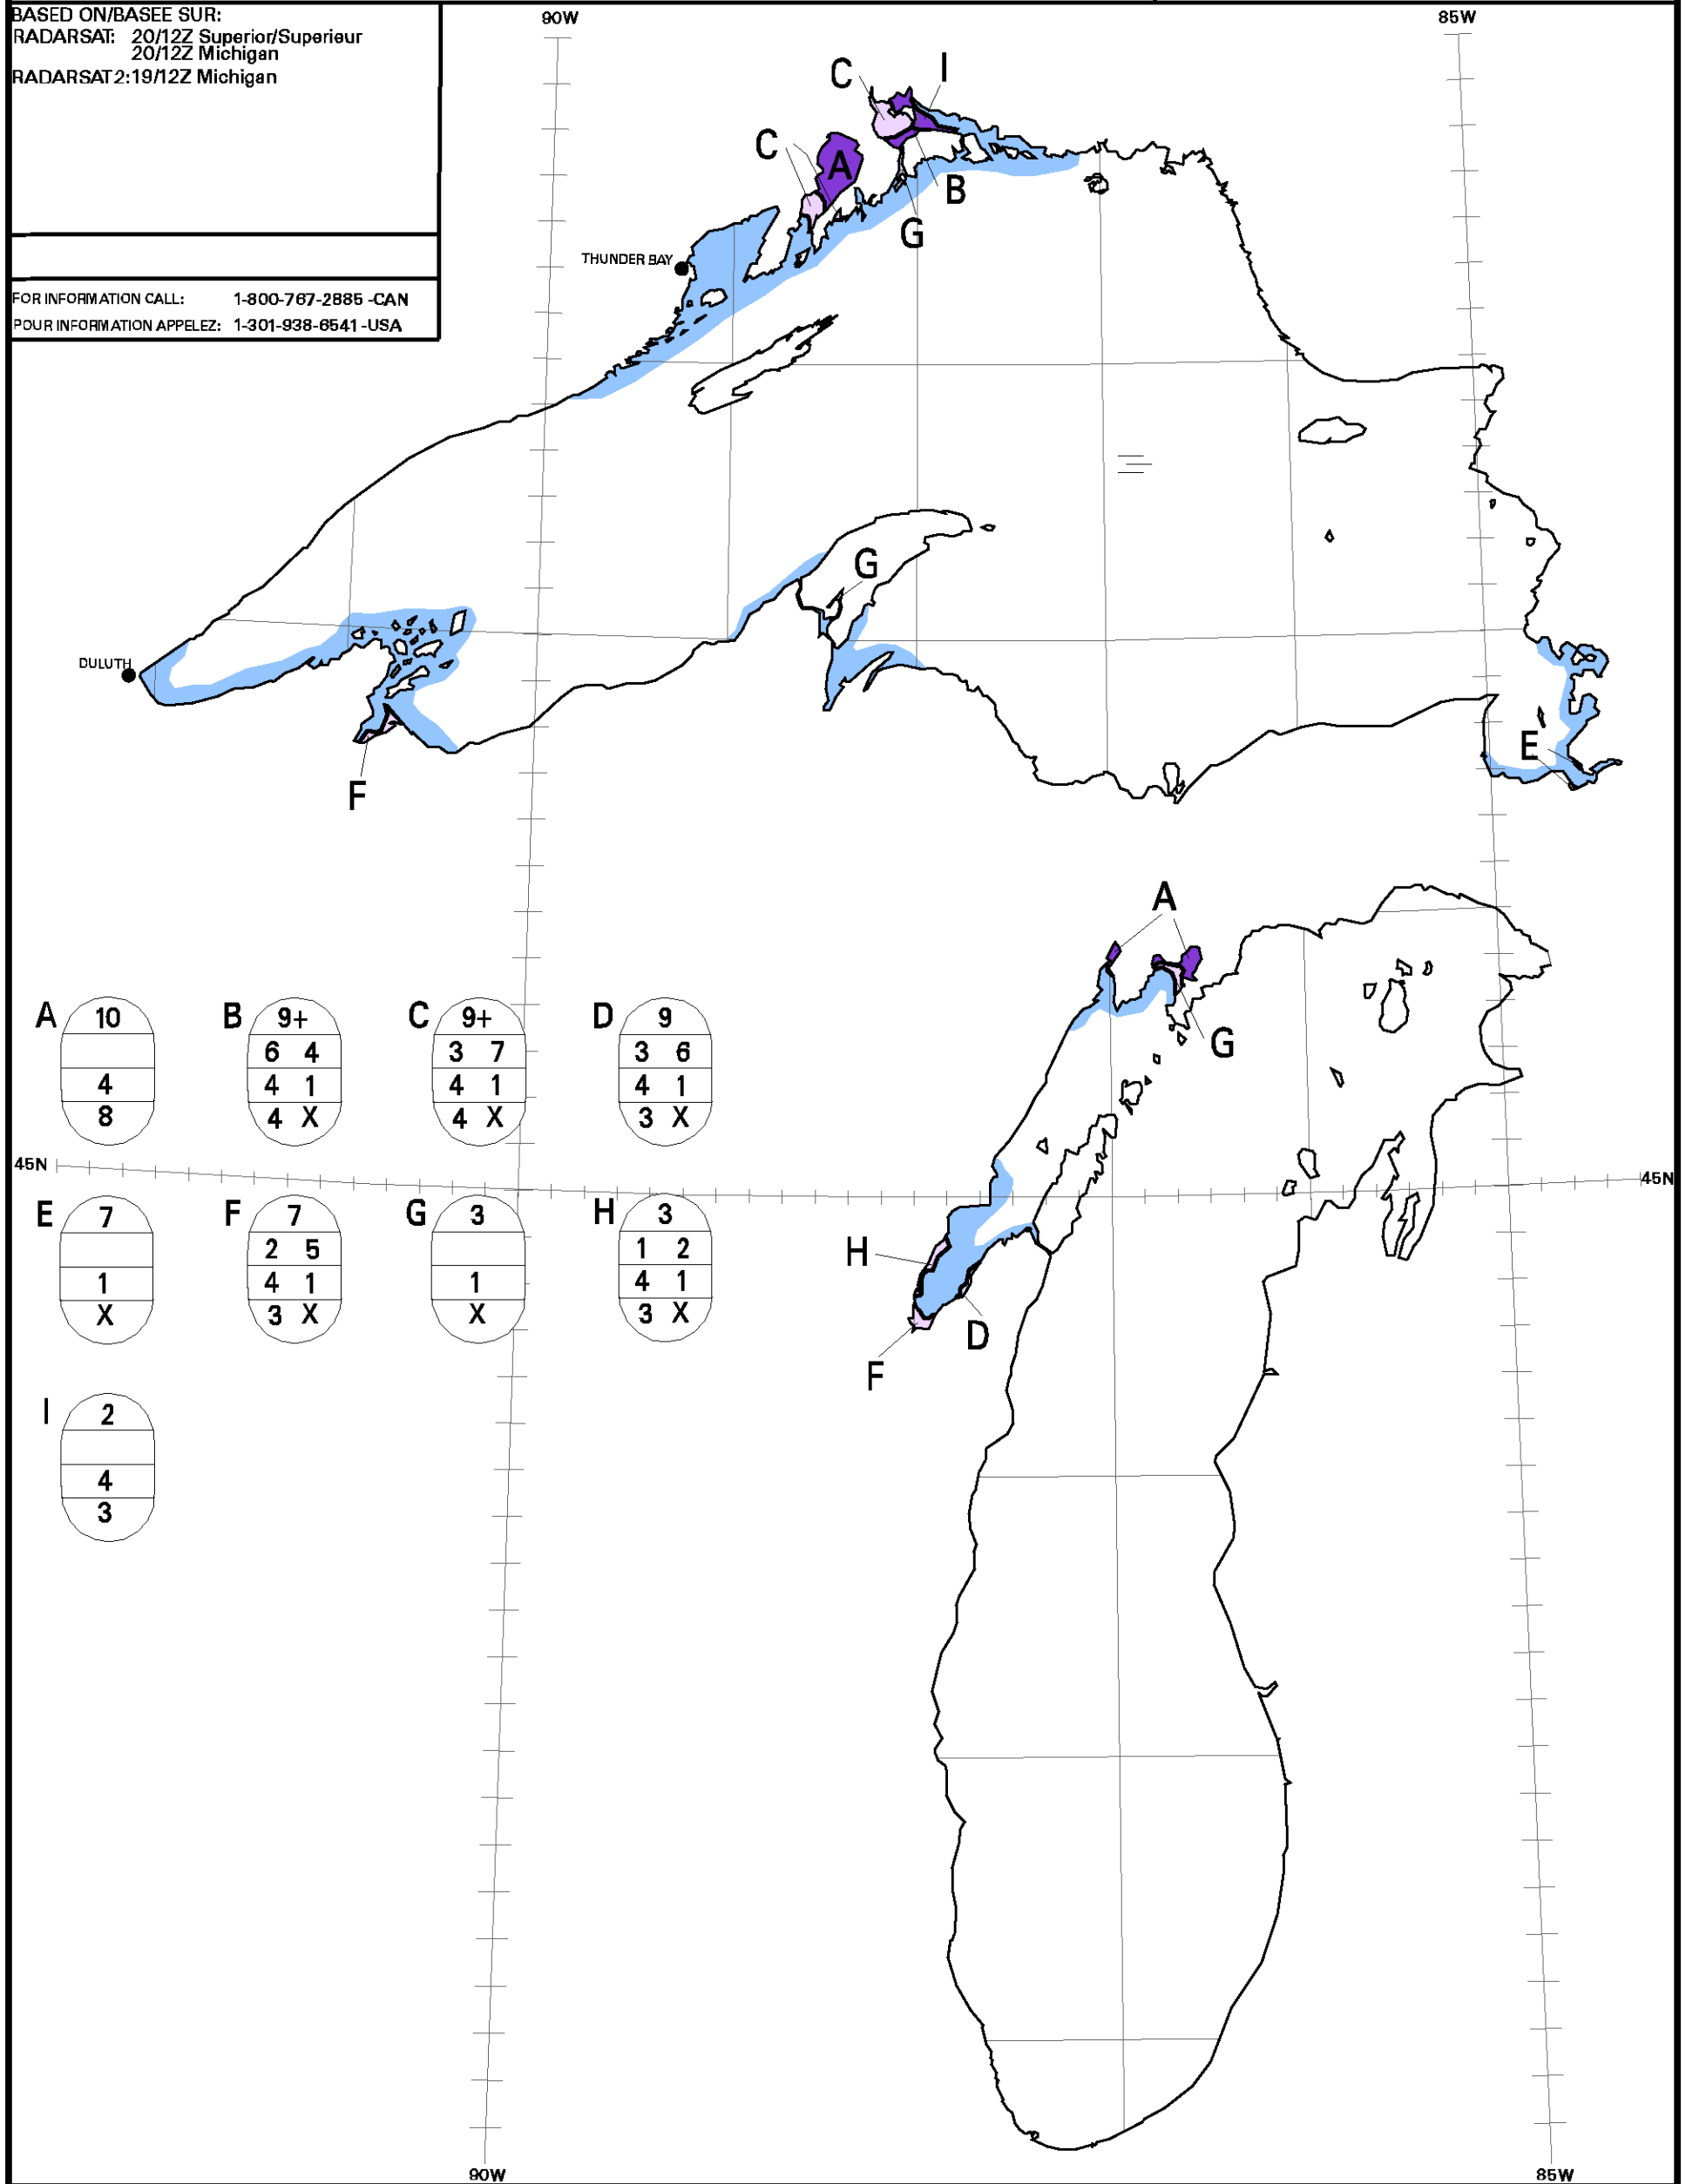 BASED ON/BASEE SUR:
RADARSAT: 20/12Z Superior/Superieur
20/12Z Michigan
RADARSAT2:19/12Z Michigan
FOR INFORMATION CALL: 1-800-767-2885 -CAN
POUR INFORMATION APPELEZ: 1-301-938-6541 -USA
90W 85W
C I
C A
B
G
THUNDER BAY
G
DULUTH
E
F
A
G
A 10
4
8
B 9+
6 4
4 1
4 X
C 9+
3 7
4 1
4 X
D 9
3 6
4 1
3 X
45N 45N
E 7
1
X
F 7
2 5
4 1
3 X
G 3
1
X
H 3
1 2
4 1
3 X
H
D
F
I 2
4
3
90W 85W